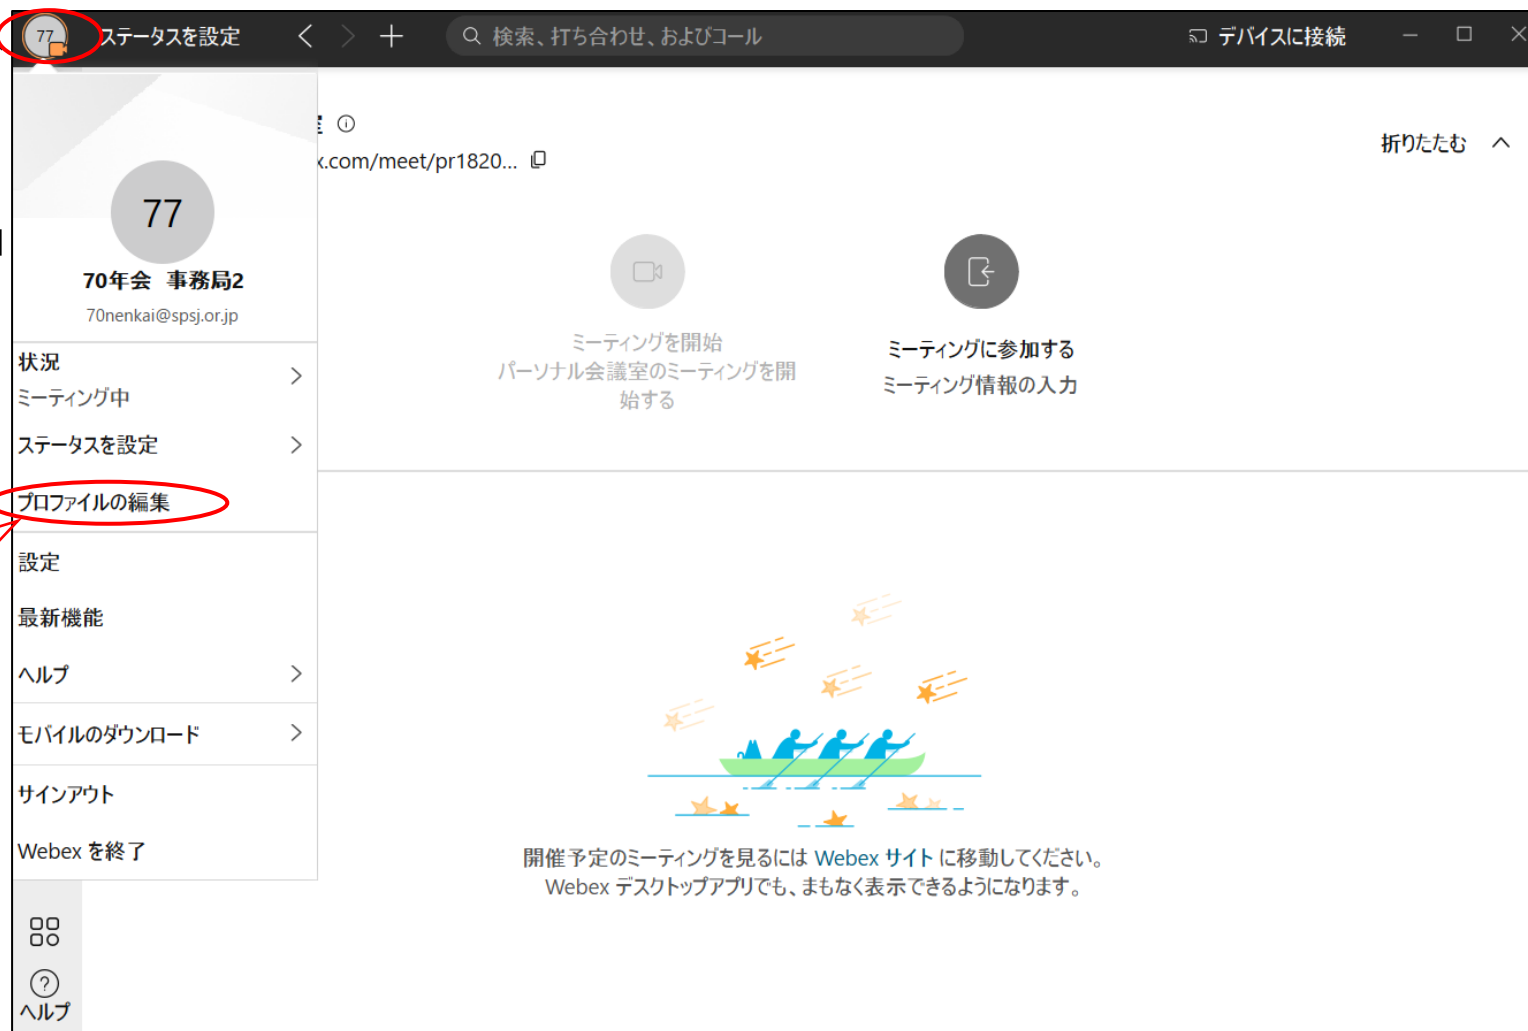 77 ステータスを設定 検索、打ち合わせ、およびコール デバイスに接続
x.com/meet/pr1820...
折りたたむ
77
70年会 事務局2
70nenkai@spsj.or.jp
状況
ミーティング中
ステータスを設定
プロファイルの編集
設定
最新機能
ヘルプ
モバイルのダウンロード
サインアウト
Webex を終了
ヘルプ
ミーティングを開始
パーソナル会議室のミーティングを開
始する
ミーティングに参加する
ミーティング情報の入力
開催予定のミーティングを見るには Webex サイト に移動してください。
Webex デスクトップアプリでも、まもなく表示できるようになります。